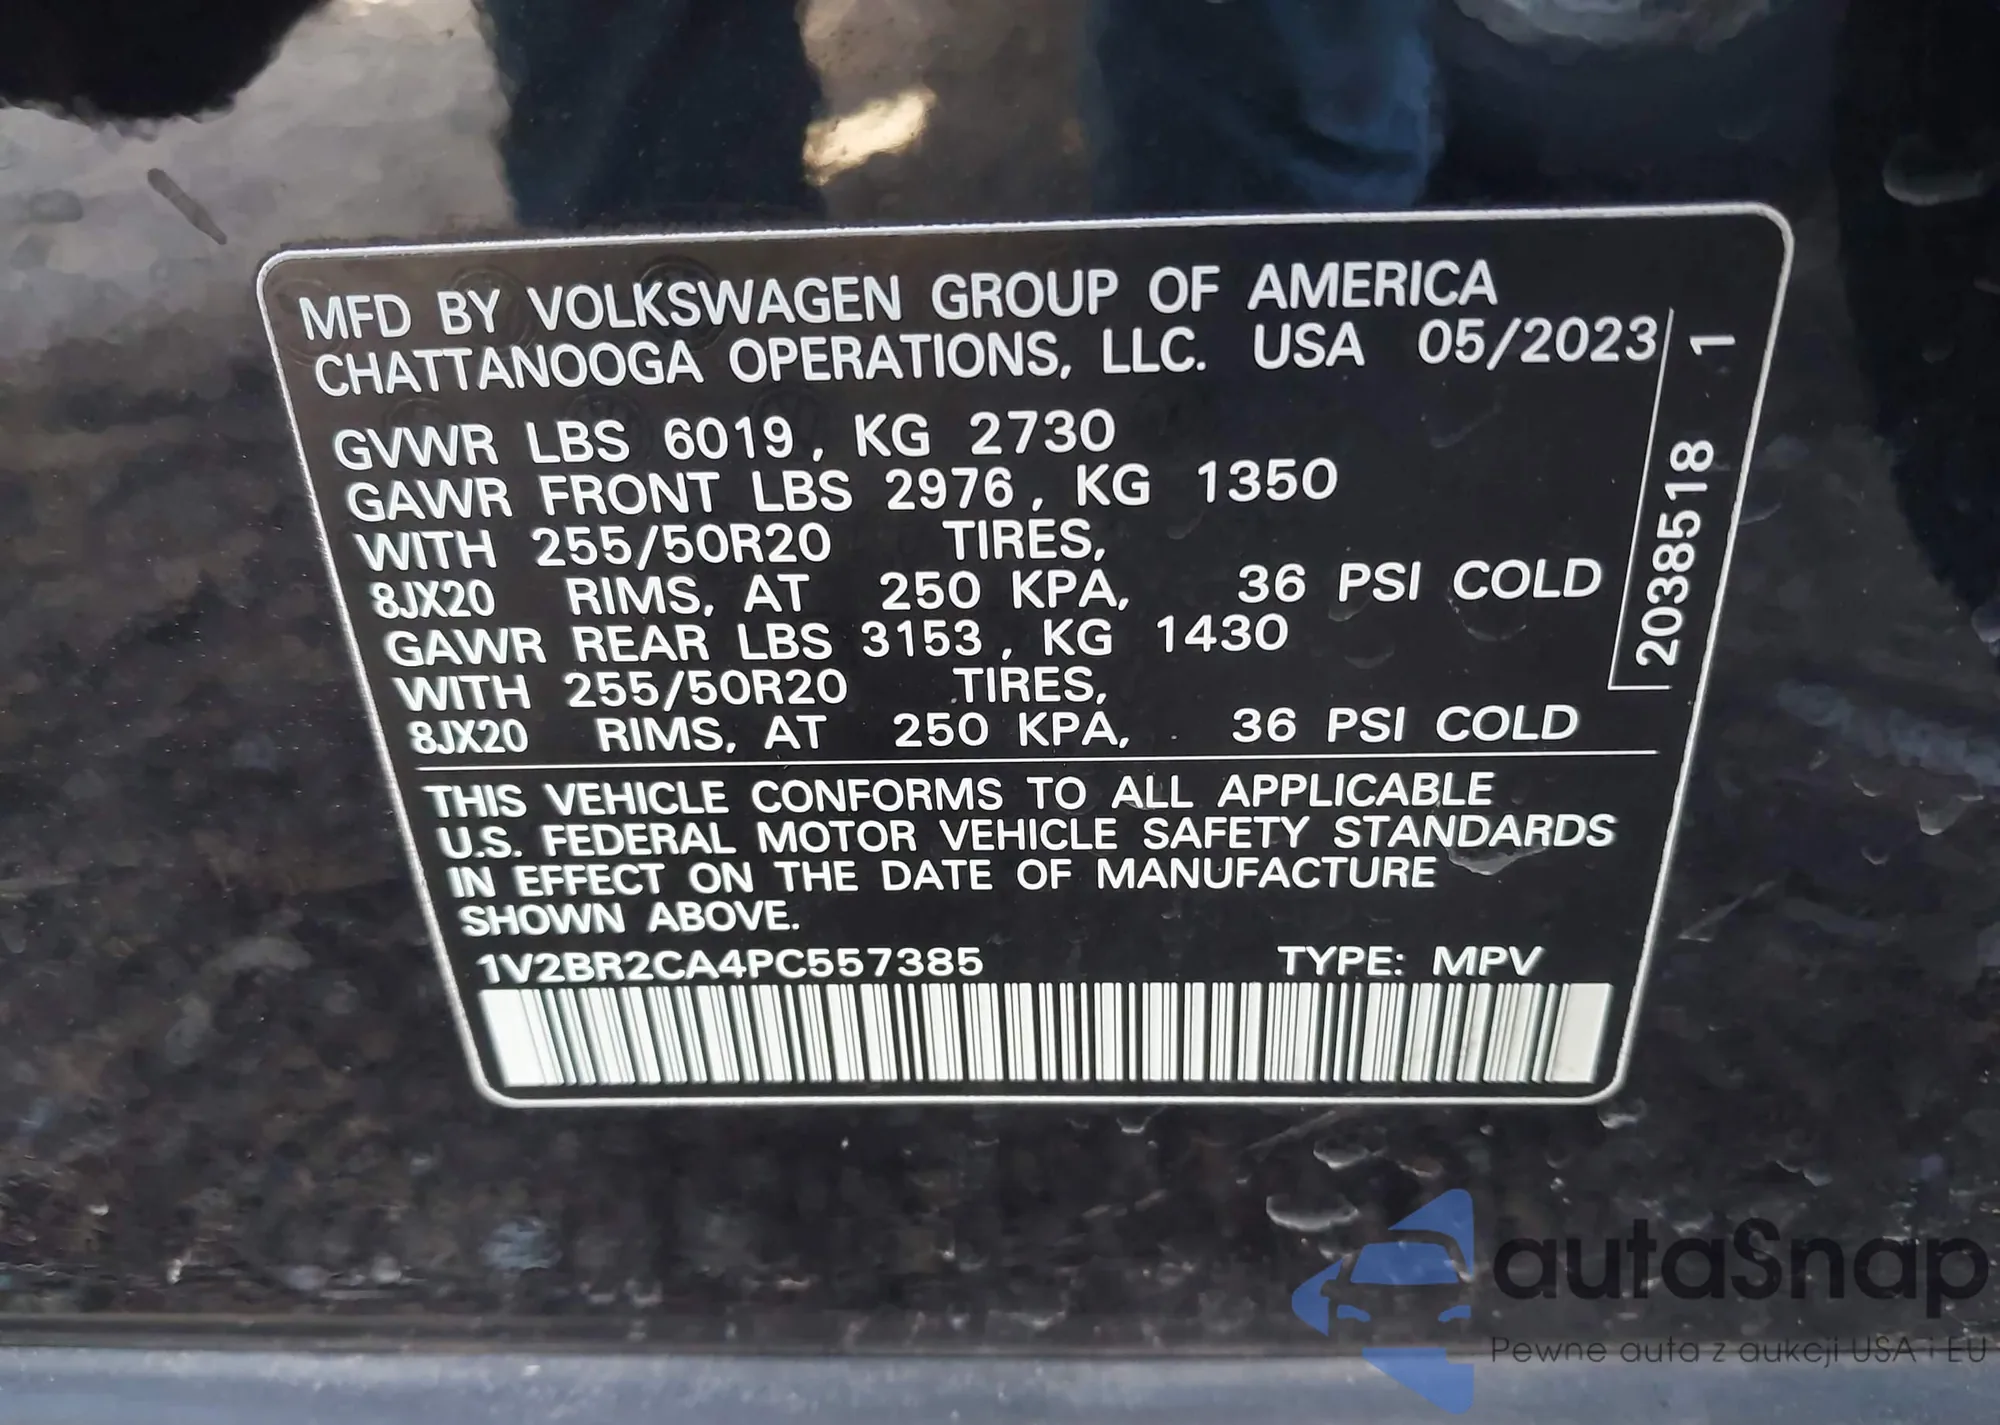 MFD BY VOLKSWAGEN GROUP OF AMERICA
CHATTANOOGA OPERATIONS, LLC. USA 05/2023
GVWR LBS 6019, KG 2730
GAWR FRONT LBS 2976, KG 1350
WITH 255/50R20 TIRES,
8JX20 RIMS, AT 250 KPA, 36 PSI COLD
GAWR REAR LBS 3153, KG 1430
WITH 255/50R20 TIRES,
8JX20 RIMS, AT 250 KPA, 36 PSI COLD
2038518 1
THIS VEHICLE CONFORMS TO ALL APPLICABLE
U.S. FEDERAL MOTOR VEHICLE SAFETY STANDARDS
IN EFFECT ON THE DATE OF MANUFACTURE
SHOWN ABOVE.
1V2BR2CA4PC557385 TYPE: MPV
autaSnap
Pewne auta z aukcji USA i EU